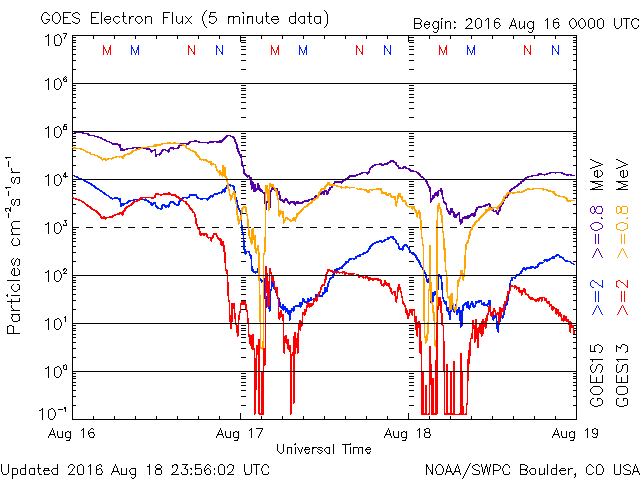 GOES Electron Flux (5 minute data)
Begin: 2016 Aug 16 0000 UTC
M M N N M M N N M M N N
10⁷
10⁶
10⁵
10⁴
10³
10²
10¹
10⁰
10⁻¹
Particles cm⁻²s⁻¹sr⁻¹
Aug 16 Aug 17 Aug 18 Aug 19
Universal Time
GOES15 >=2 >=0.8 MeV
GOES13 >=2 >=0.8 MeV
Updated 2016 Aug 18 23:56:02 UTC
NOAA/SWPC Boulder, CO USA